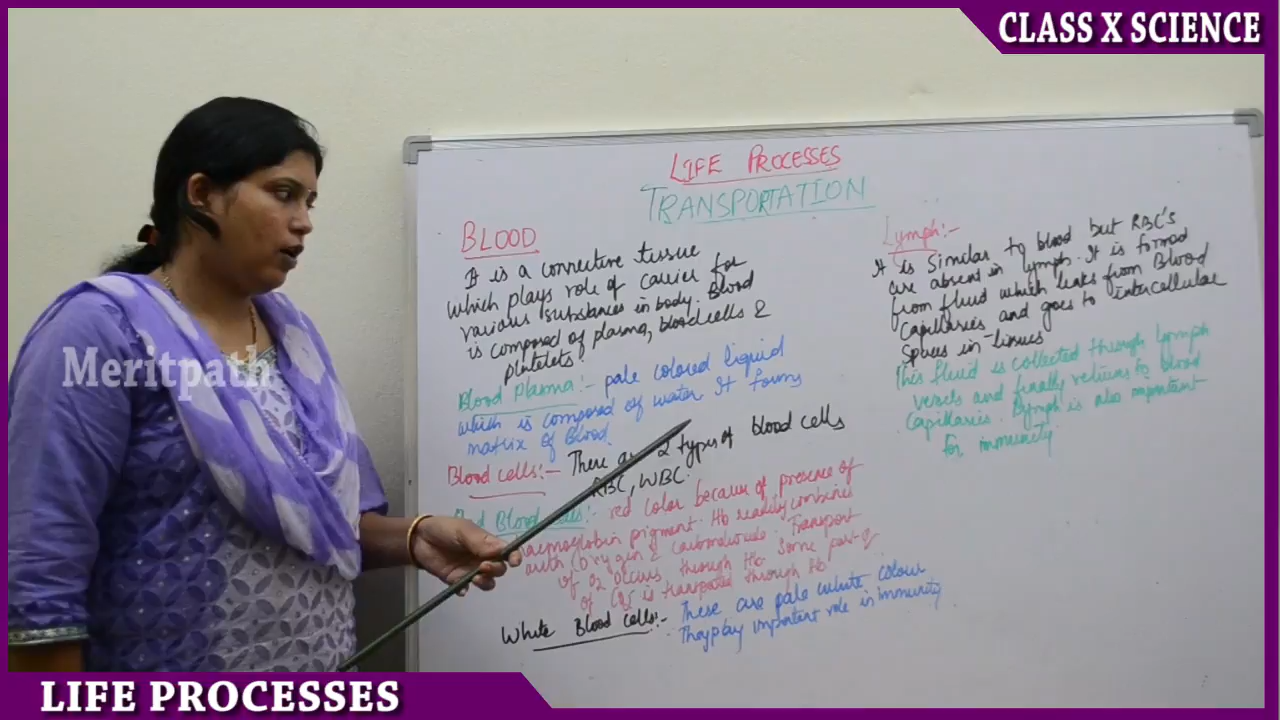 CLASS X SCIENCE
LIFE PROCESSES
TRANSPORTATION
BLOOD
It is a connective tissue
which plays role of carrier for
various substances in body. Blood
is composed of plasma, blood cells &
platelets
Blood Plasma:- pale colored liquid
which is composed of water. It forms
matrix of Blood.
Blood cells:- There are 2 types of blood cells
RBC, WBC.
Blood cells:- red color because of presence of
haemoglobin pigment. Hb readily combines
with Oxygen & carbondioxide. Transport
of O2 occurs through Hb. Some part of
of CO2 is transported through Hb
White Blood cells:- These are pale white colour
They play important role in immunity
Lymph:-
It is similar to blood but RBC's
are absent in lymph. It is formed
from fluid which leaks from Blood
Capillaries and goes to intercellular
Spaces in tissues
This fluid is collected through lymph
vessels and finally returns to blood
Capillaries. Lymph is also important
for immunity
Meritpath
LIFE PROCESSES